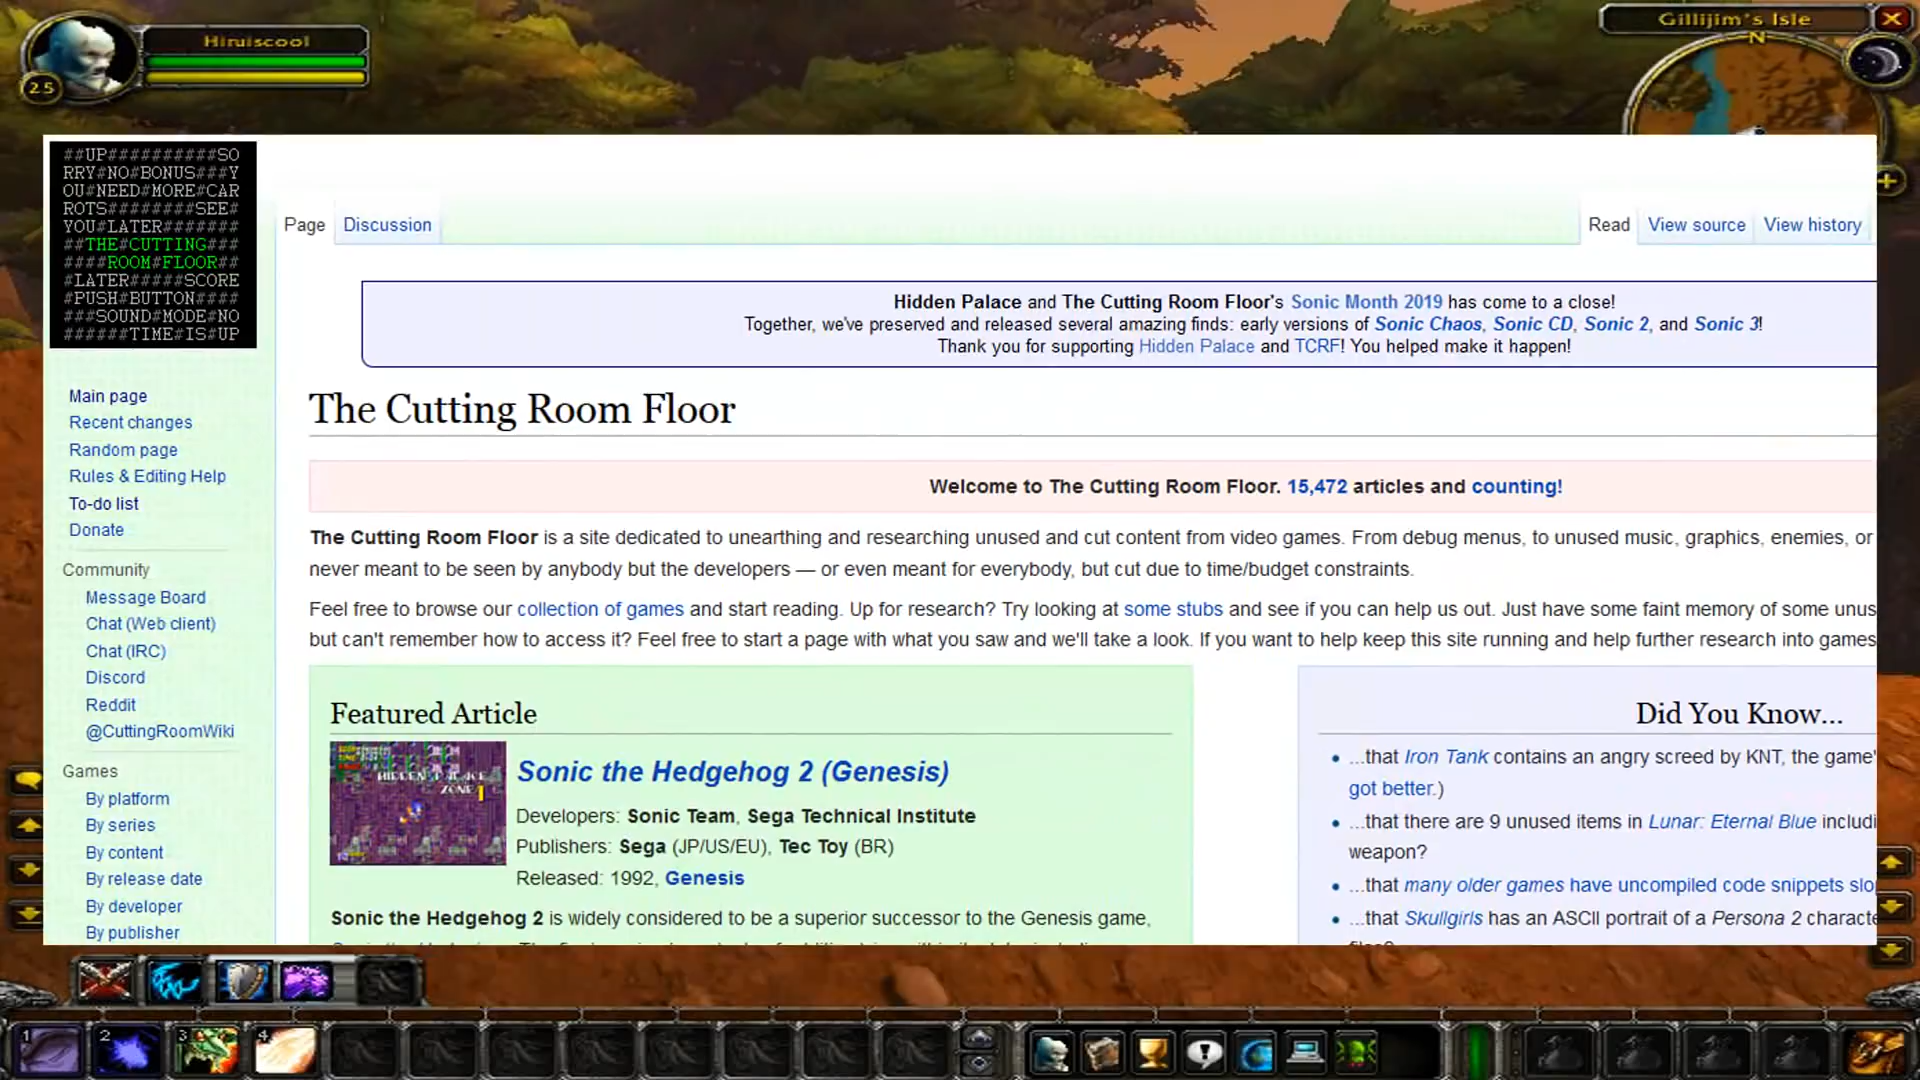 Hiruiscool
25
Gillijim's Isle
N
##UP##########SO
RRY#NO#BONUS###Y
OU#NEED#MORE#CAR
ROTS########SEE#
YOU#LATER#######
##THE#CUTTING###
####ROOM#FLOOR##
#LATER#####SCORE
#PUSH#BUTTON####
###SOUND#MODE#NO
######TIME#IS#UP
Page Discussion
Read View source View history
Hidden Palace and The Cutting Room Floor's Sonic Month 2019 has come to a close!
Together, we've preserved and released several amazing finds: early versions of Sonic Chaos, Sonic CD, Sonic 2, and Sonic 3!
Thank you for supporting Hidden Palace and TCRF! You helped make it happen!
Main page
Recent changes
Random page
Rules & Editing Help
To-do list
Donate
Community
Message Board
Chat (Web client)
Chat (IRC)
Discord
Reddit
@CuttingRoomWiki
Games
By platform
By series
By content
By release date
By developer
By publisher
The Cutting Room Floor
Welcome to The Cutting Room Floor. 15,472 articles and counting!
The Cutting Room Floor is a site dedicated to unearthing and researching unused and cut content from video games. From debug menus, to unused music, graphics, enemies, or
never meant to be seen by anybody but the developers — or even meant for everybody, but cut due to time/budget constraints.
Feel free to browse our collection of games and start reading. Up for research? Try looking at some stubs and see if you can help us out. Just have some faint memory of some unus
but can't remember how to access it? Feel free to start a page with what you saw and we'll take a look. If you want to help keep this site running and help further research into games
Featured Article
HIDDEN PALACE
ZONE
Sonic the Hedgehog 2 (Genesis)
Developers: Sonic Team, Sega Technical Institute
Publishers: Sega (JP/US/EU), Tec Toy (BR)
Released: 1992, Genesis
Sonic the Hedgehog 2 is widely considered to be a superior successor to the Genesis game,
Did You Know...
...that Iron Tank contains an angry screed by KNT, the game'
got better.)
...that there are 9 unused items in Lunar: Eternal Blue includi
weapon?
...that many older games have uncompiled code snippets slo
...that Skullgirls has an ASCII portrait of a Persona 2 characte
1
2
3
4